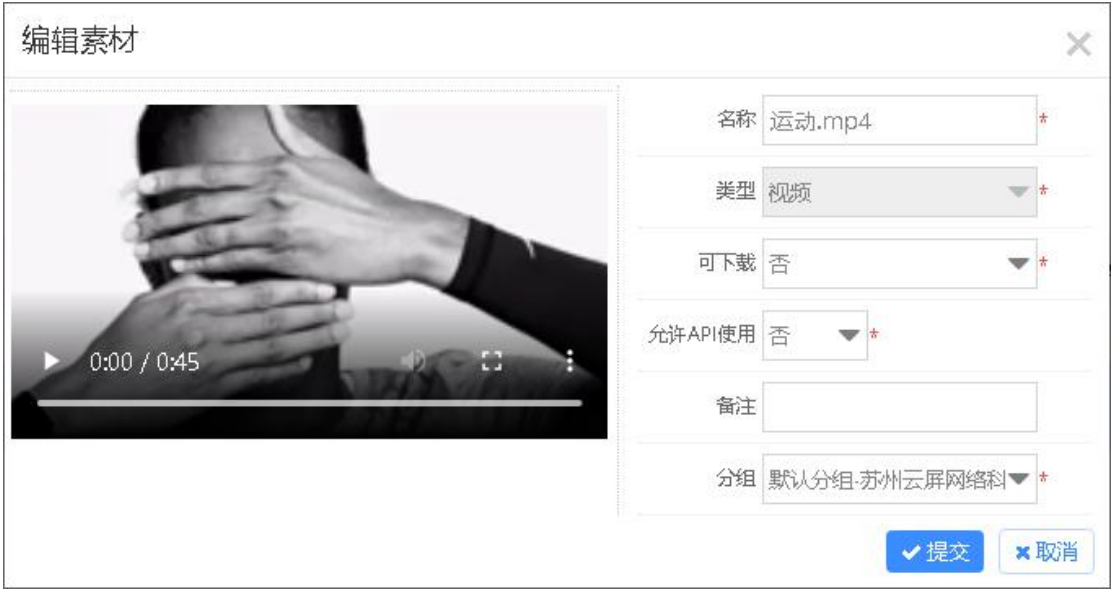 编辑素材
0:00 / 0:45
名称 运动.mp4 *
类型 视频 *
可下载 否 *
允许API使用 否 *
备注
分组 默认分组-苏州云屏网络科 *
提交 取消